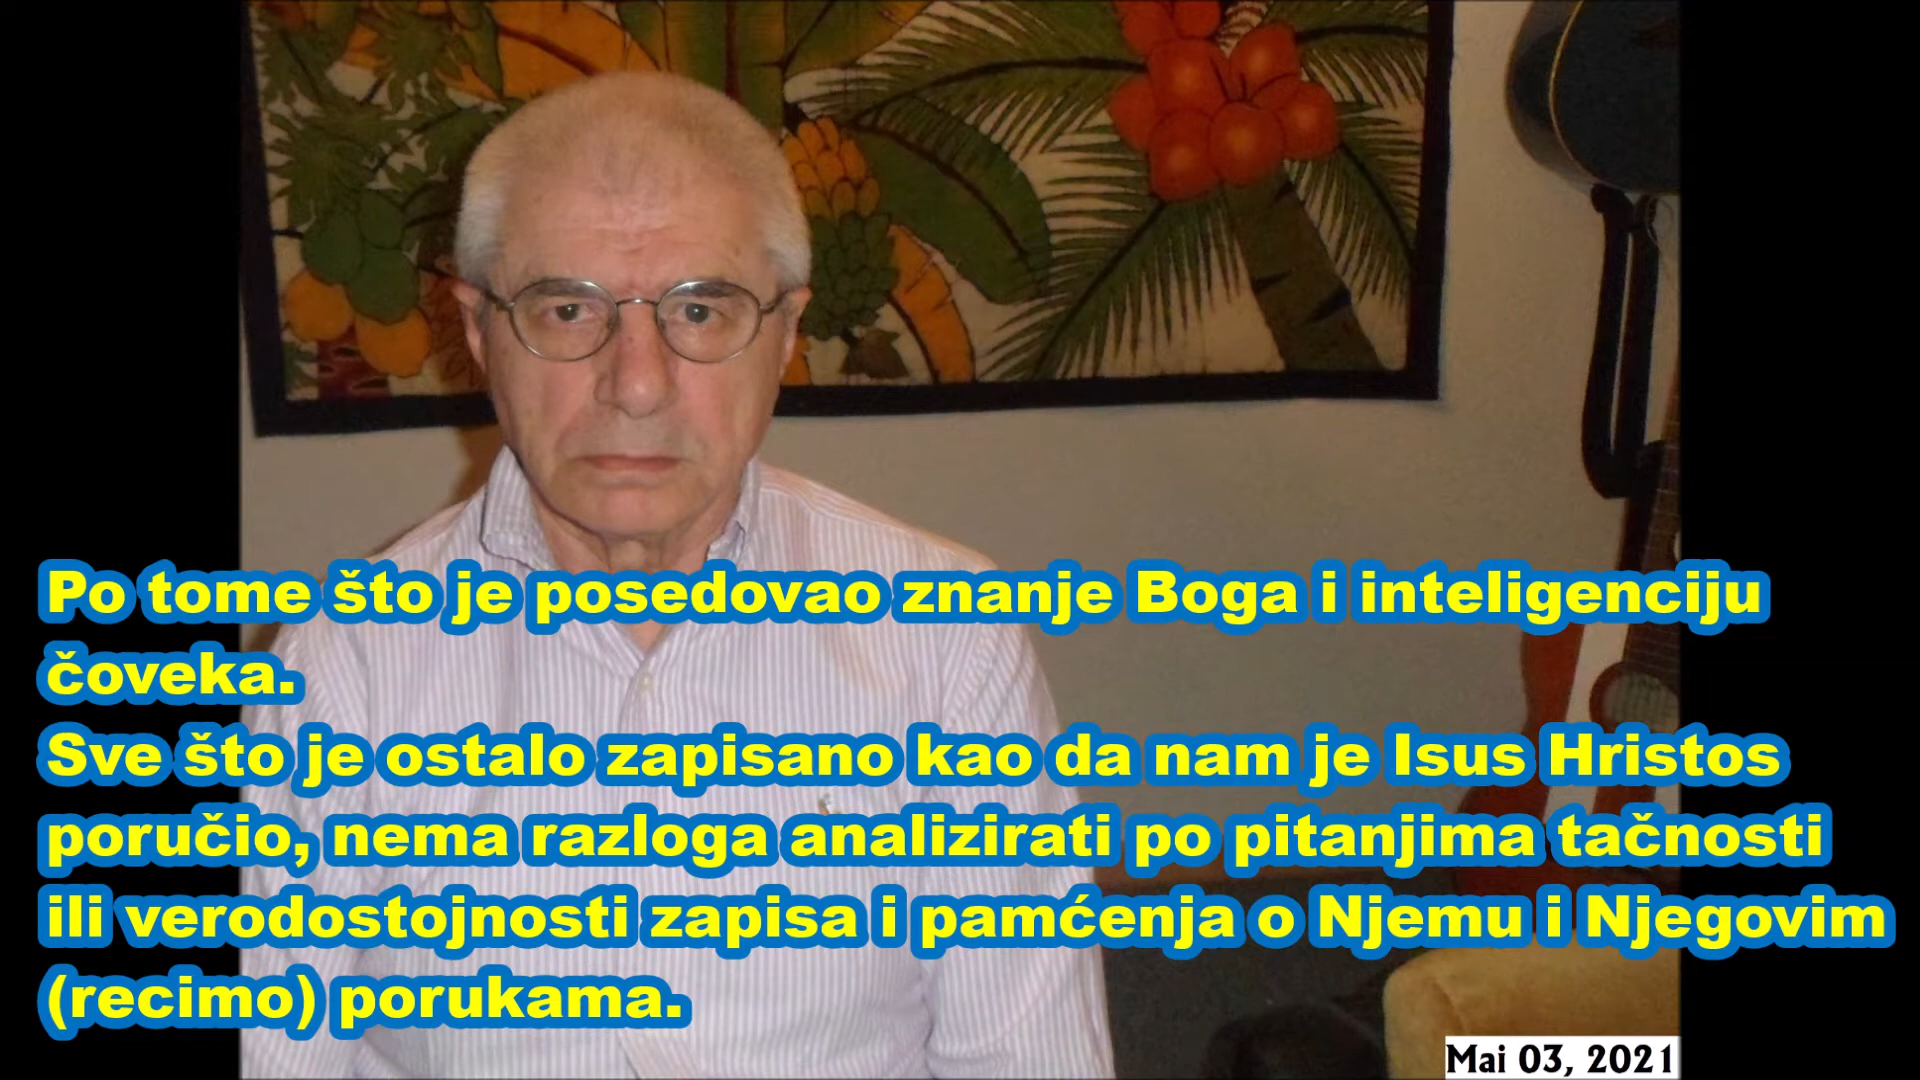 Po tome što je posedovao znanje Boga i inteligenciju
čoveka.
Sve što je ostalo zapisano kao da nam je Isus Hristos
poručio, nema razloga analizirati po pitanjima tačnosti
ili verodostojnosti zapisa i pamćenja o Njemu i Njegovim
(recimo) porukama.
Mai 03, 2021